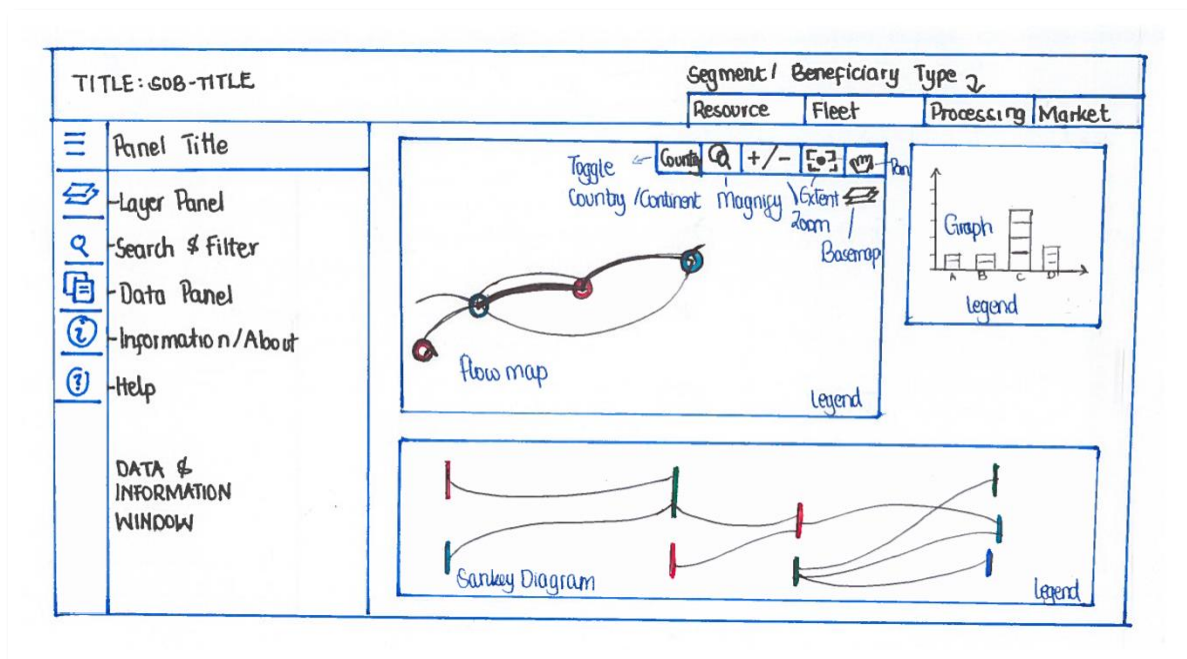 TITLE: SUB-TITLE
Segment / Beneficiary Type
Resource Fleet Processing Market
Panel Title
Layer Panel
Search & Filter
Data Panel
Information/About
Help
DATA &
INFORMATION
WINDOW
Toggle
Country /Continent
Country
+/-
Pan
Magnify
Extent
Zoom
Basemap
Flow map
Legend
Graph
A B C D
Legend
Sankey Diagram
Legend